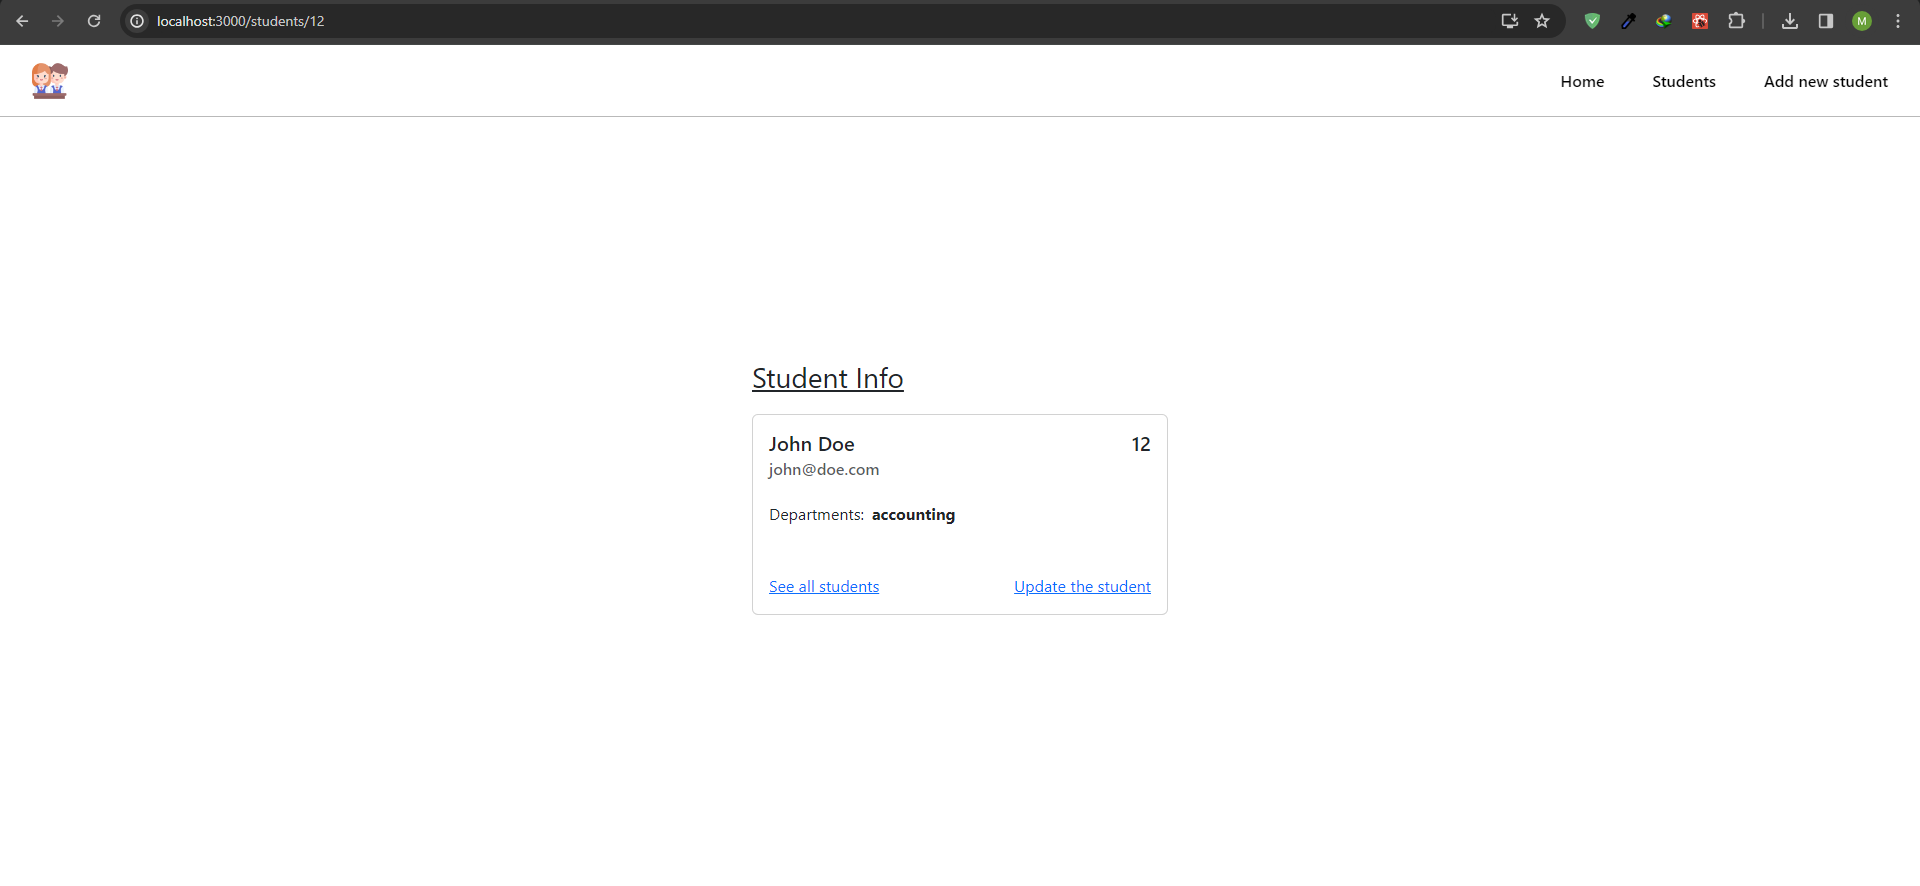 localhost:3000/students/12
M
Home Students Add new student
Student Info
John Doe 12
john@doe.com
Departments: accounting
See all students Update the student